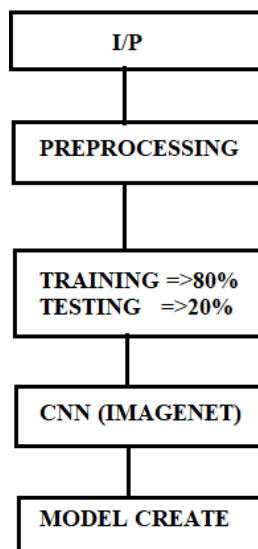 I/P
PREPROCESSING
TRAINING =>80%
TESTING =>20%
CNN (IMAGENET)
MODEL CREATE